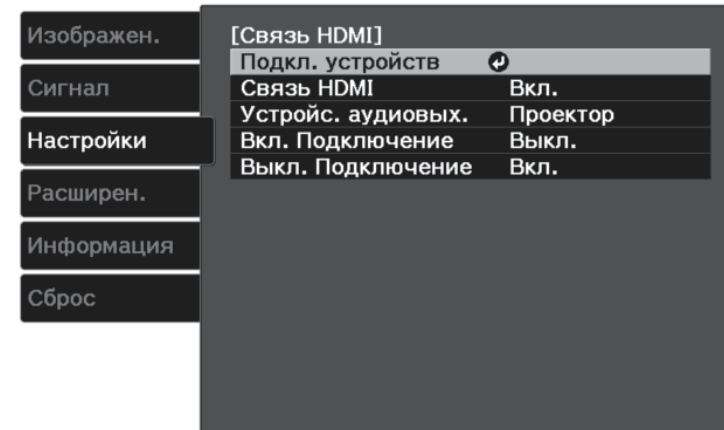 Изображен.
Сигнал
Настройки
Расширен.
Информация
Сброс
[Связь HDMI]
Подкл. устройств
Связь HDMI Вкл.
Устройс. аудиовых. Проектор
Вкл. Подключение Выкл.
Выкл. Подключение Вкл.